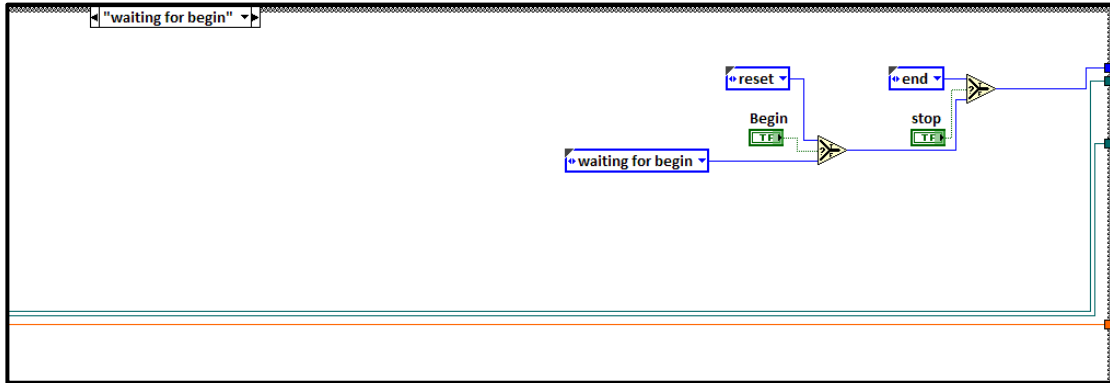 "waiting for begin"
reset
end
Begin
stop
TF
TF
waiting for begin
?
T
F
?
T
F